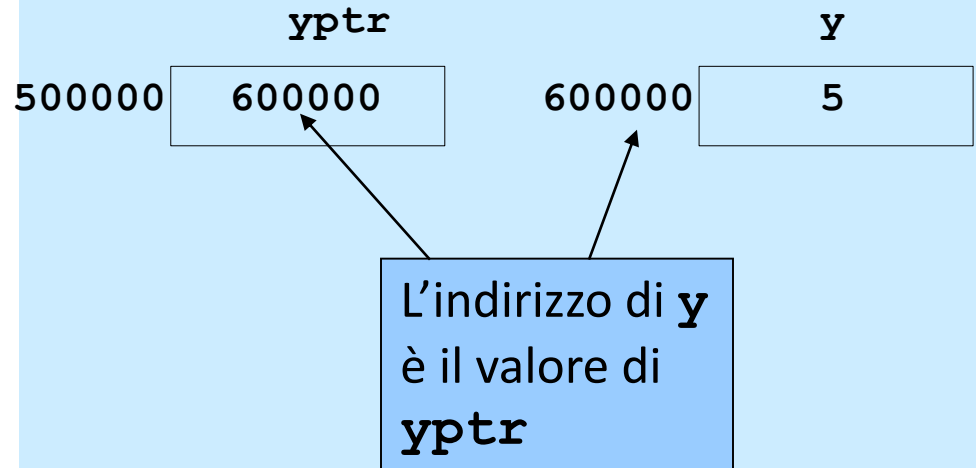 yptr y
500000 600000 600000 5
L’indirizzo di y
è il valore di
yptr